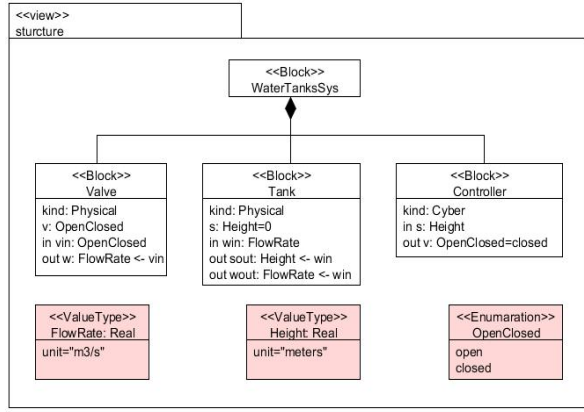 <<view>>
sturcture
<<Block>>
WaterTanksSys
<<Block>>
Valve
kind: Physical
v: OpenClosed
in vin: OpenClosed
out w: FlowRate <- vin
<<Block>>
Tank
kind: Physical
s: Height=0
in win: FlowRate
out sout: Height <- win
out wout: FlowRate <- win
<<Block>>
Controller
kind: Cyber
in s: Height
out v: OpenClosed=closed
<<ValueType>>
FlowRate: Real
unit="m3/s"
<<ValueType>>
Height: Real
unit="meters"
<<Enumaration>>
OpenClosed
open
closed